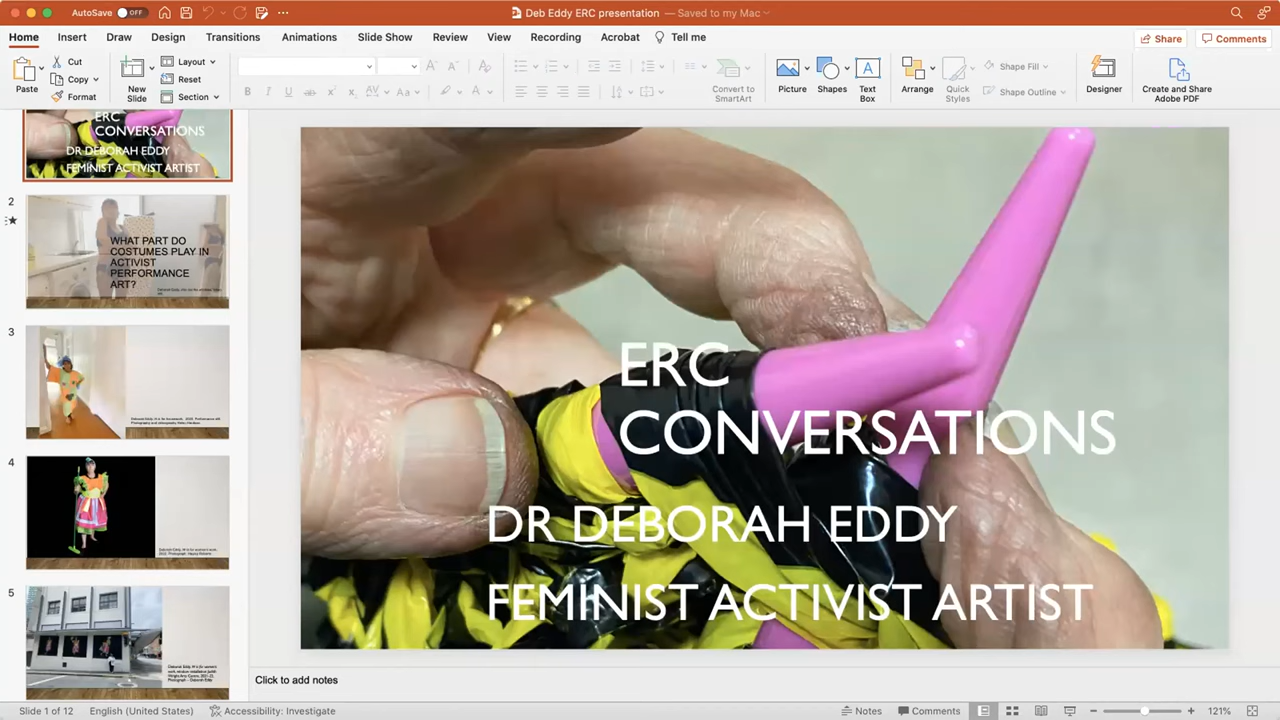 AutoSave OFF
Deb Eddy ERC presentation — Saved to my Mac
Home Insert Draw Design Transitions Animations Slide Show Review View Recording Acrobat Tell me
Share Comments
Paste
Cut
Copy
Format
New
Slide
Layout
Reset
Section
Convert to
SmartArt
Picture
Shapes
Text
Box
Arrange
Quick
Styles
Shape Fill
Shape Outline
Designer
Create and Share
Adobe PDF
ERC
CONVERSATIONS
DR DEBORAH EDDY
FEMINIST ACTIVIST ARTIST
2
WHAT PART DO
COSTUMES PLAY IN
ACTIVIST
PERFORMANCE
ART?
3
4
5
ERC
CONVERSATIONS
DR DEBORAH EDDY
FEMINIST ACTIVIST ARTIST
Click to add notes
Slide 1 of 12 English (United States) Accessibility: Investigate
Notes Comments 121%